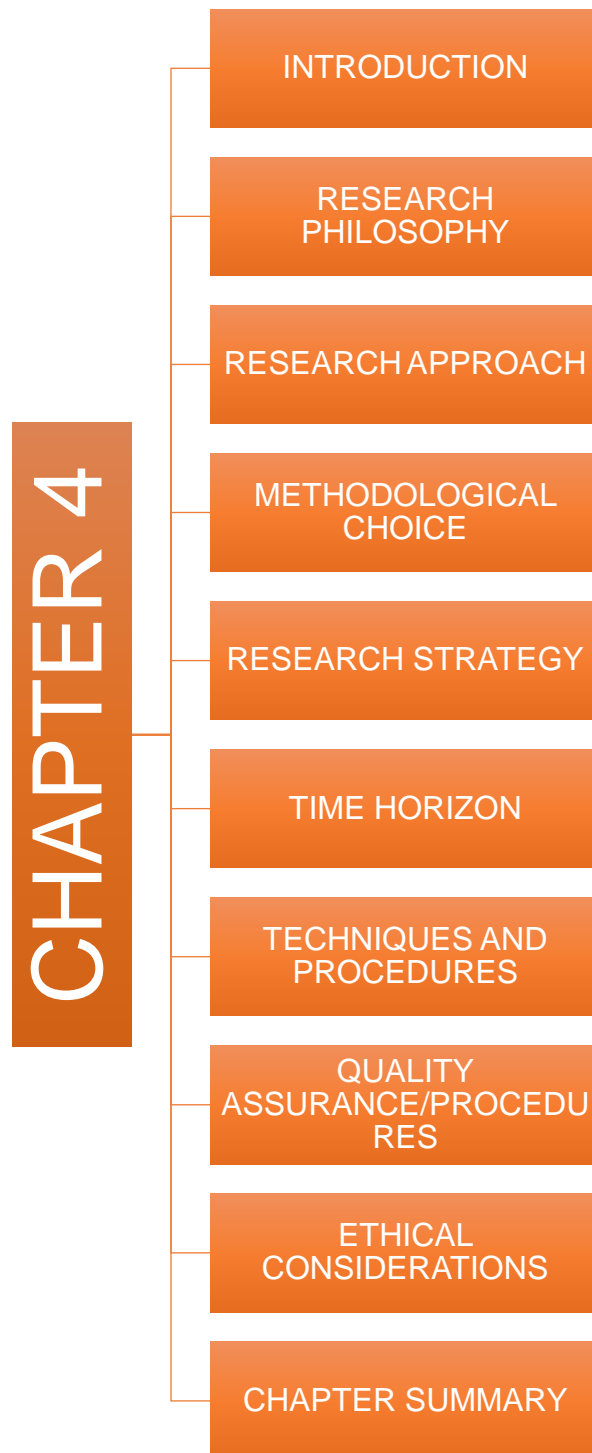 CHAPTER 4
INTRODUCTION
RESEARCH
PHILOSOPHY
RESEARCH APPROACH
METHODOLOGICAL
CHOICE
RESEARCH STRATEGY
TIME HORIZON
TECHNIQUES AND
PROCEDURES
QUALITY
ASSURANCE/PROCEDU
RES
ETHICAL
CONSIDERATIONS
CHAPTER SUMMARY